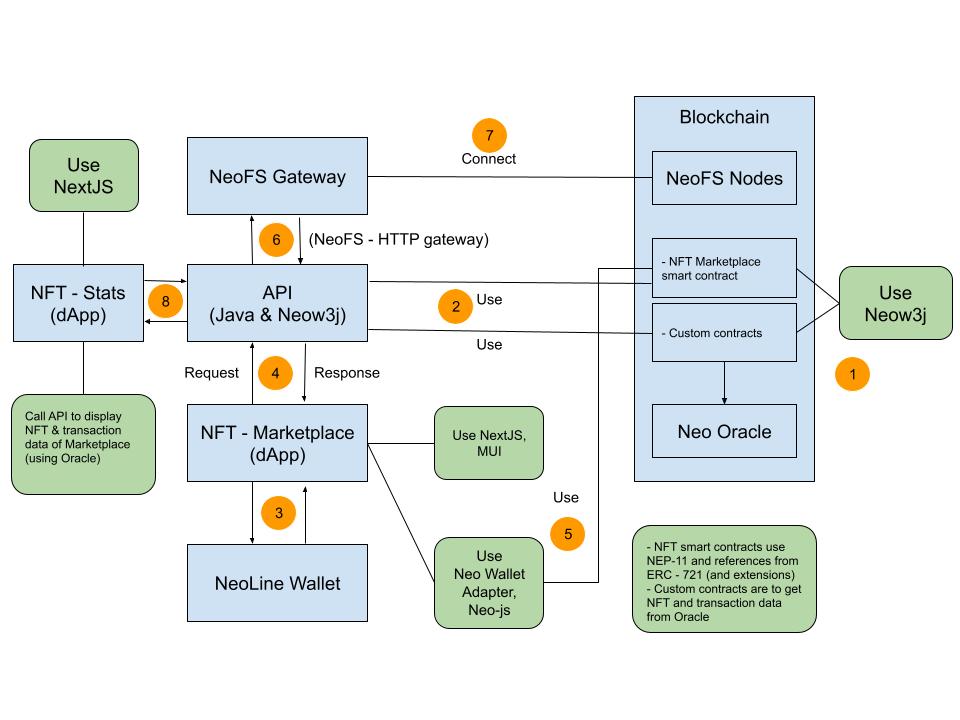 Blockchain
7
Connect
Use
NextJS
NeoFS Gateway
NeoFS Nodes
6
(NeoFS - HTTP gateway)
- NFT Marketplace
smart contract
NFT - Stats
(dApp)
8
API
(Java & Neow3j)
2
Use
Use
- Custom contracts
Use
Neow3j
1
Request
4
Response
Call API to display
NFT & transaction
data of Marketplace
(using Oracle)
NFT - Marketplace
(dApp)
Use NextJS,
MUI
Neo Oracle
3
Use
5
NeoLine Wallet
Use
Neo Wallet
Adapter,
Neo-js
- NFT smart contracts use
NEP-11 and references from
ERC - 721 (and extensions)
- Custom contracts are to get
NFT and transaction data
from Oracle